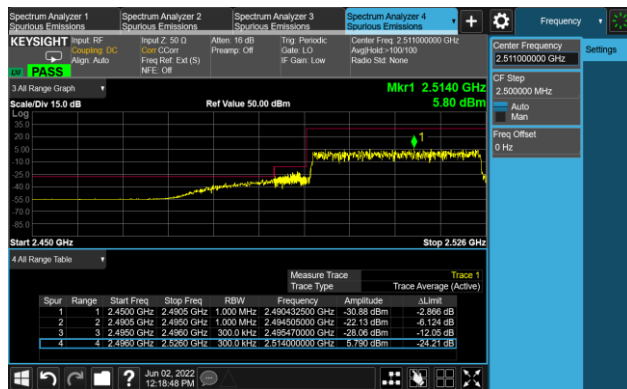 Spectrum Analyzer 1 Spectrum Analyzer 2 Spectrum Analyzer 3 Spectrum Analyzer 4 Frequency
Spurious Emissions Spurious Emissions Spurious Emissions Spurious Emissions
KEYSIGHT Input: RF Input Z: 50 Ω Atten: 16 dB Trig: Periodic Center Freq: 2.511000000 GHz
Coupling: DC Corr CCorr Preamp: Off Gate: LO Avg|Hold:>100/100
Align: Auto Freq Ref: Ext (S) IF Gain: Low Radio Std: None
NFE: Off
PASS
Center Frequency Settings
2.511000000 GHz
CF Step
2.500000 MHz
Auto
Man
Freq Offset
0 Hz
3 All Range Graph Mkr1 2.5140 GHz
Scale/Div 15.0 dB Ref Value 50.00 dBm 5.80 dBm
Log
35.0
20.0
5.00
-10.0
-25.0
-40.0
-55.0
-70.0
-85.0
1
Start 2.450 GHz Stop 2.526 GHz
4 All Range Table
Measure Trace Trace 1
Trace Type Trace Average (Active)
Spur Range Start Freq Stop Freq RBW Frequency Amplitude ΔLimit
1 1 2.4500 GHz 2.4905 GHz 1.000 MHz 2.490432500 GHz -30.88 dBm -2.866 dB
2 2 2.4905 GHz 2.4950 GHz 1.000 MHz 2.494505000 GHz -22.13 dBm -6.124 dB
3 3 2.4950 GHz 2.4960 GHz 300.0 kHz 2.495470000 GHz -28.06 dBm -12.05 dB
4 4 2.4960 GHz 2.5260 GHz 300.0 kHz 2.514000000 GHz 5.790 dBm -24.21 dB
Jun 02, 2022
12:18:48 PM